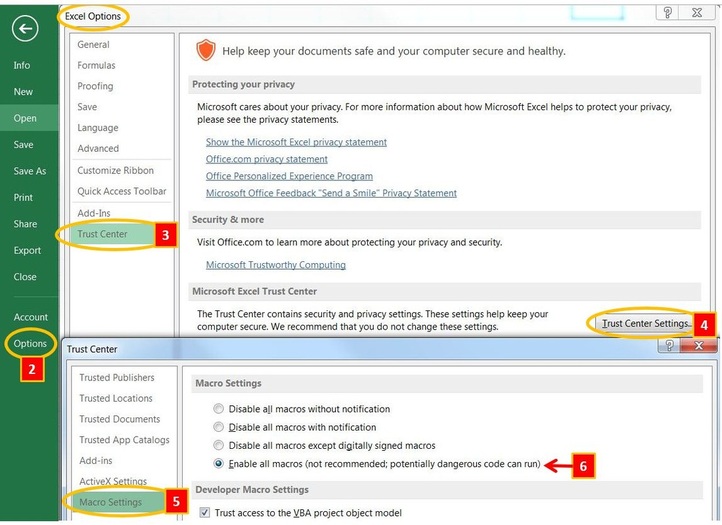 Excel Options
Info
New
Open
Save
Save As
Print
Share
Export
Close
Account
Options
2
General
Formulas
Proofing
Save
Language
Advanced
Customize Ribbon
Quick Access Toolbar
Add-Ins
Trust Center
3
Help keep your documents safe and your computer secure and healthy.
Protecting your privacy
Microsoft cares about your privacy. For more information about how Microsoft Excel helps to protect your privacy,
please see the privacy statements.
Show the Microsoft Excel privacy statement
Office.com privacy statement
Office Personalized Experience Program
Microsoft Office Feedback "Send a Smile" Privacy Statement
Security & more
Visit Office.com to learn more about protecting your privacy and security.
Microsoft Trustworthy Computing
Microsoft Excel Trust Center
The Trust Center contains security and privacy settings. These settings help keep your
computer secure. We recommend that you do not change these settings.
Trust Center Settings...
4
Trust Center
Trusted Publishers
Trusted Locations
Trusted Documents
Trusted App Catalogs
Add-ins
ActiveX Settings
Macro Settings
5
Macro Settings
Disable all macros without notification
Disable all macros with notification
Disable all macros except digitally signed macros
Enable all macros (not recommended; potentially dangerous code can run)
6
Developer Macro Settings
Trust access to the VBA project object model